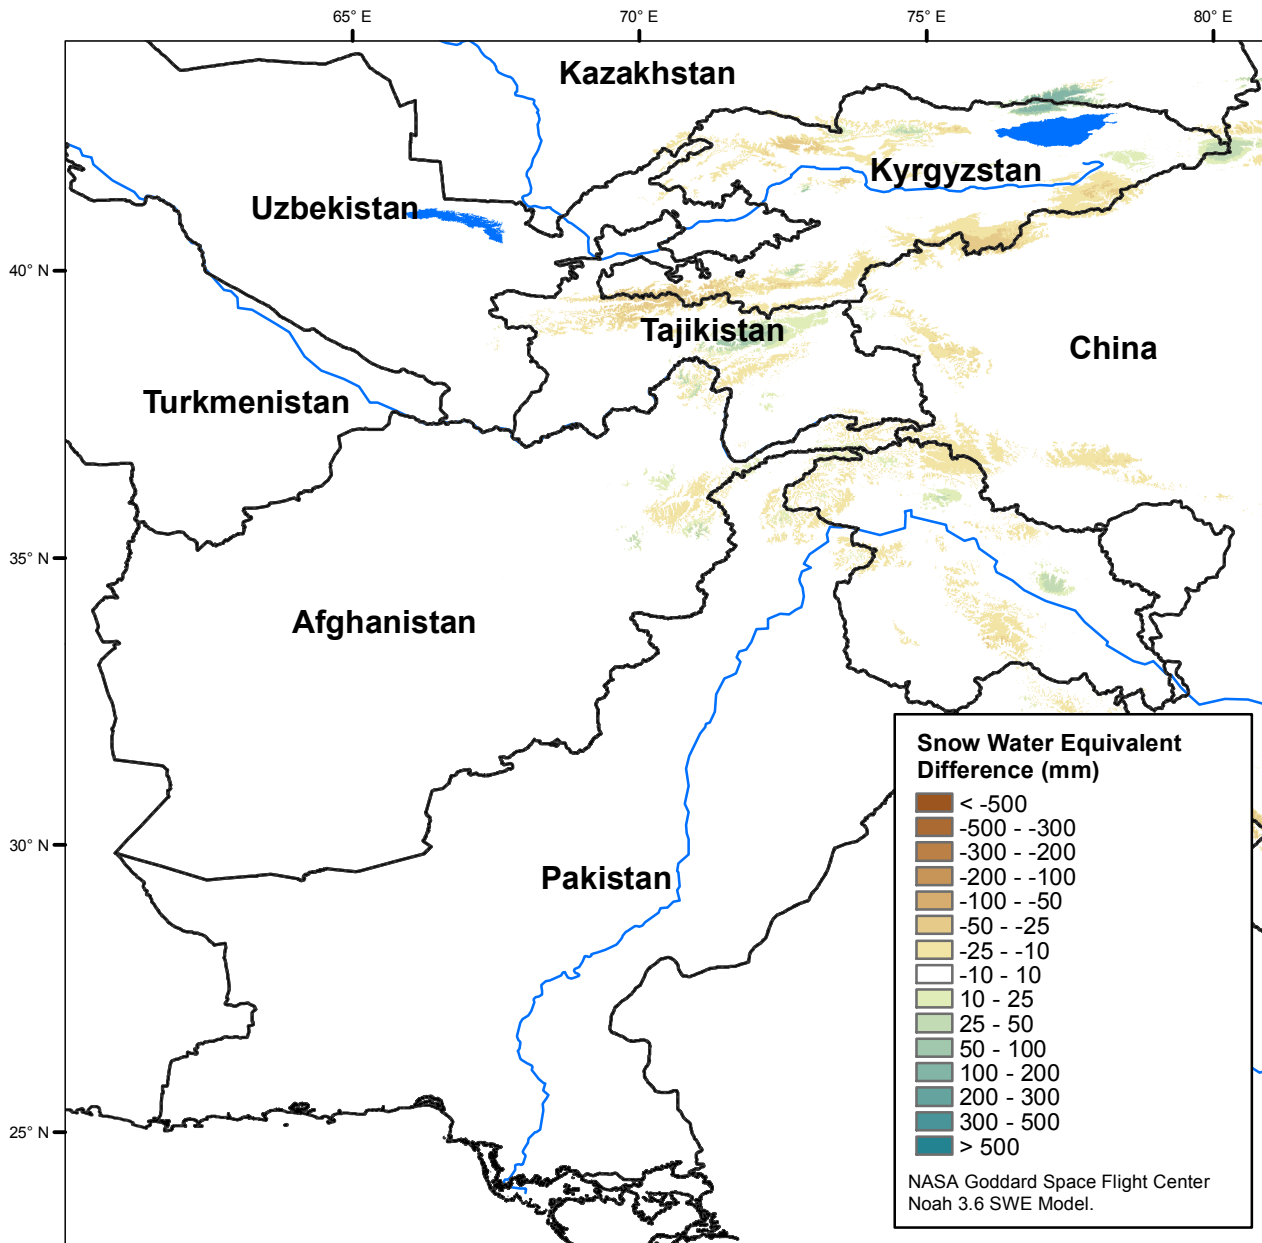 65° E
70° E
75° E
80° E
Kazakhstan
Kyrgyzstan
Uzbekistan
40° N
Tajikistan
China
Turkmenistan
35° N
Afghanistan
Snow Water Equivalent
Difference (mm)
< -500
-500 - -300
-300 - -200
-200 - -100
-100 - -50
-50 - -25
-25 - -10
-10 - 10
10 - 25
25 - 50
50 - 100
100 - 200
200 - 300
300 - 500
> 500
NASA Goddard Space Flight Center
Noah 3.6 SWE Model.
30° N
Pakistan
25° N